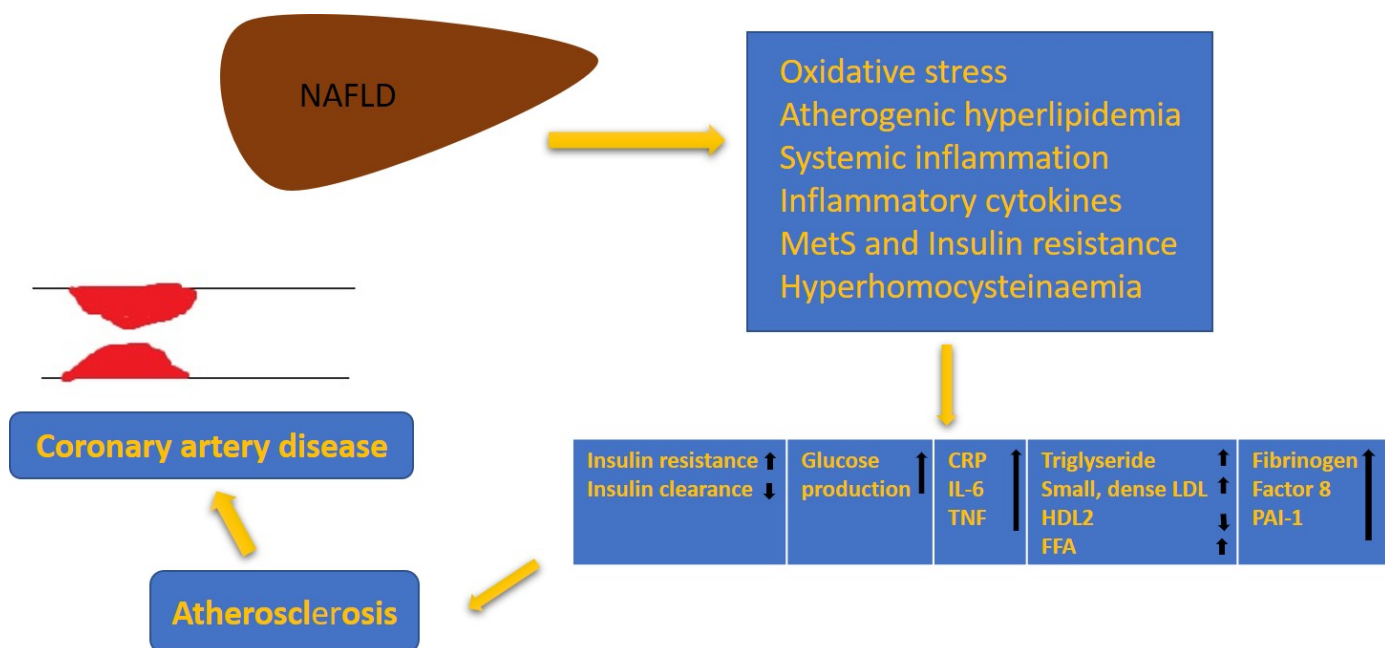 NAFLD
Oxidative stress
Atherogenic hyperlipidemia
Systemic inflammation
Inflammatory cytokines
MetS and Insulin resistance
Hyperhomocysteinaemia
Insulin resistance
Insulin clearance
Glucose
production
CRP
IL-6
TNF
Triglyseride
Small, dense LDL
HDL2
FFA
Fibrinogen
Factor 8
PAI-1
Atherosclerosis
Coronary artery disease